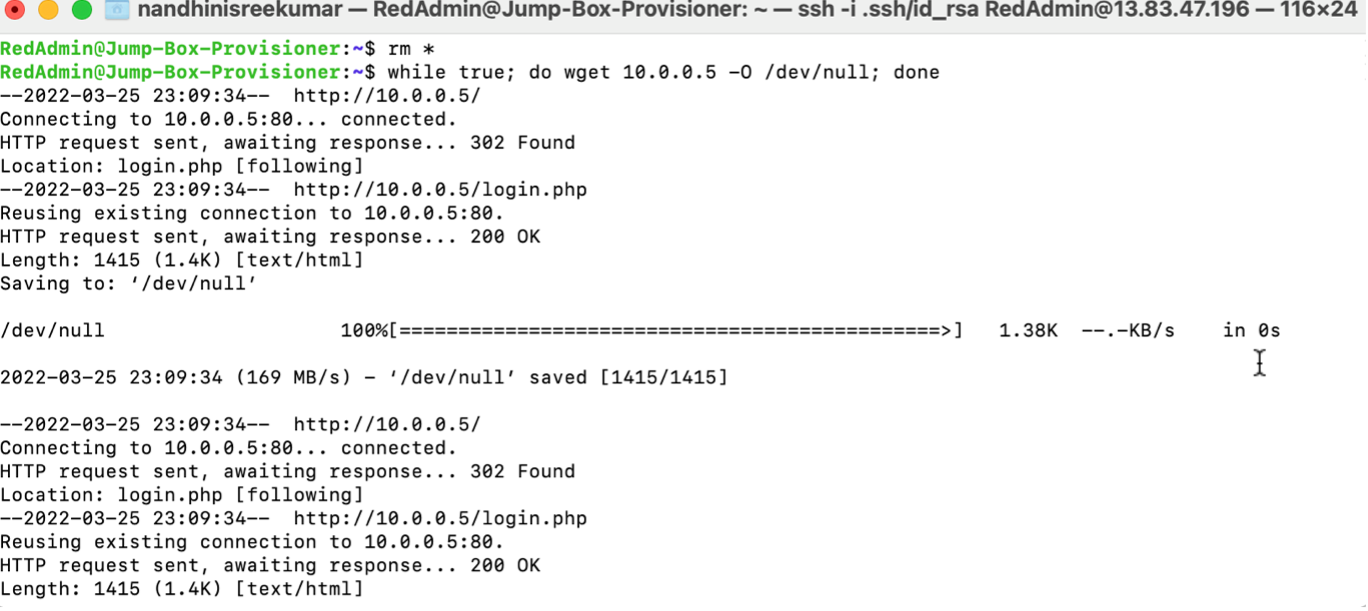 nandhinisreekumar — RedAdmin@Jump-Box-Provisioner: ~ — ssh -i .ssh/id_rsa RedAdmin@13.83.47.196 — 116×24
RedAdmin@Jump-Box-Provisioner:~$ rm *
RedAdmin@Jump-Box-Provisioner:~$ while true; do wget 10.0.0.5 -O /dev/null; done
--2022-03-25 23:09:34--  http://10.0.0.5/
Connecting to 10.0.0.5:80... connected.
HTTP request sent, awaiting response... 302 Found
Location: login.php [following]
--2022-03-25 23:09:34--  http://10.0.0.5/login.php
Reusing existing connection to 10.0.0.5:80.
HTTP request sent, awaiting response... 200 OK
Length: 1415 (1.4K) [text/html]
Saving to: ‘/dev/null’
/dev/null                    100%[==============================================>]   1.38K  --.-KB/s    in 0s
2022-03-25 23:09:34 (169 MB/s) - ‘/dev/null’ saved [1415/1415]
--2022-03-25 23:09:34--  http://10.0.0.5/
Connecting to 10.0.0.5:80... connected.
HTTP request sent, awaiting response... 302 Found
Location: login.php [following]
--2022-03-25 23:09:34--  http://10.0.0.5/login.php
Reusing existing connection to 10.0.0.5:80.
HTTP request sent, awaiting response... 200 OK
Length: 1415 (1.4K) [text/html]